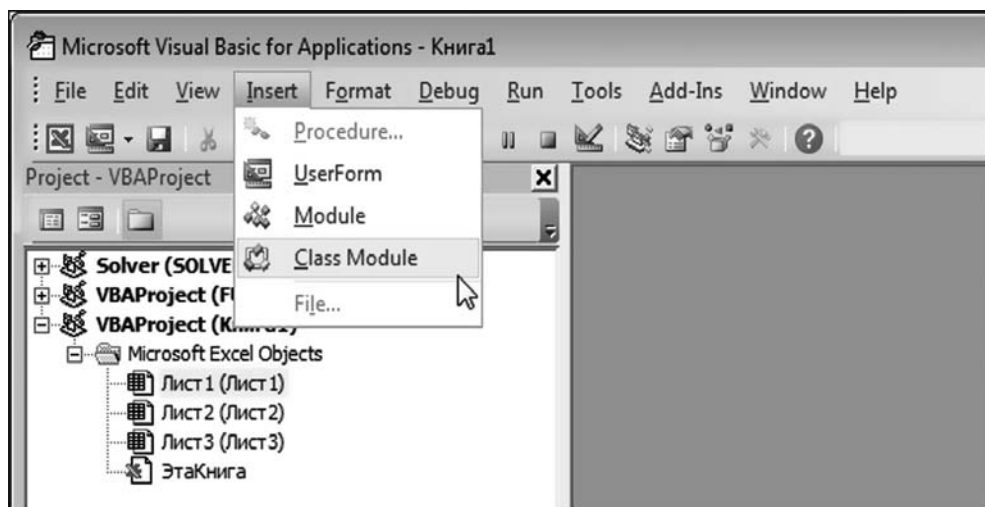 Microsoft Visual Basic for Applications - Книга1
File Edit View Insert Format Debug Run Tools Add-Ins Window Help
Procedure...
Project - VBAProject
UserForm
Module
Class Module
Solver (SOLVE
File...
VBAProject (FU
VBAProject (Книга1)
Microsoft Excel Objects
Лист1 (Лист1)
Лист2 (Лист2)
Лист3 (Лист3)
ЭтаКнига